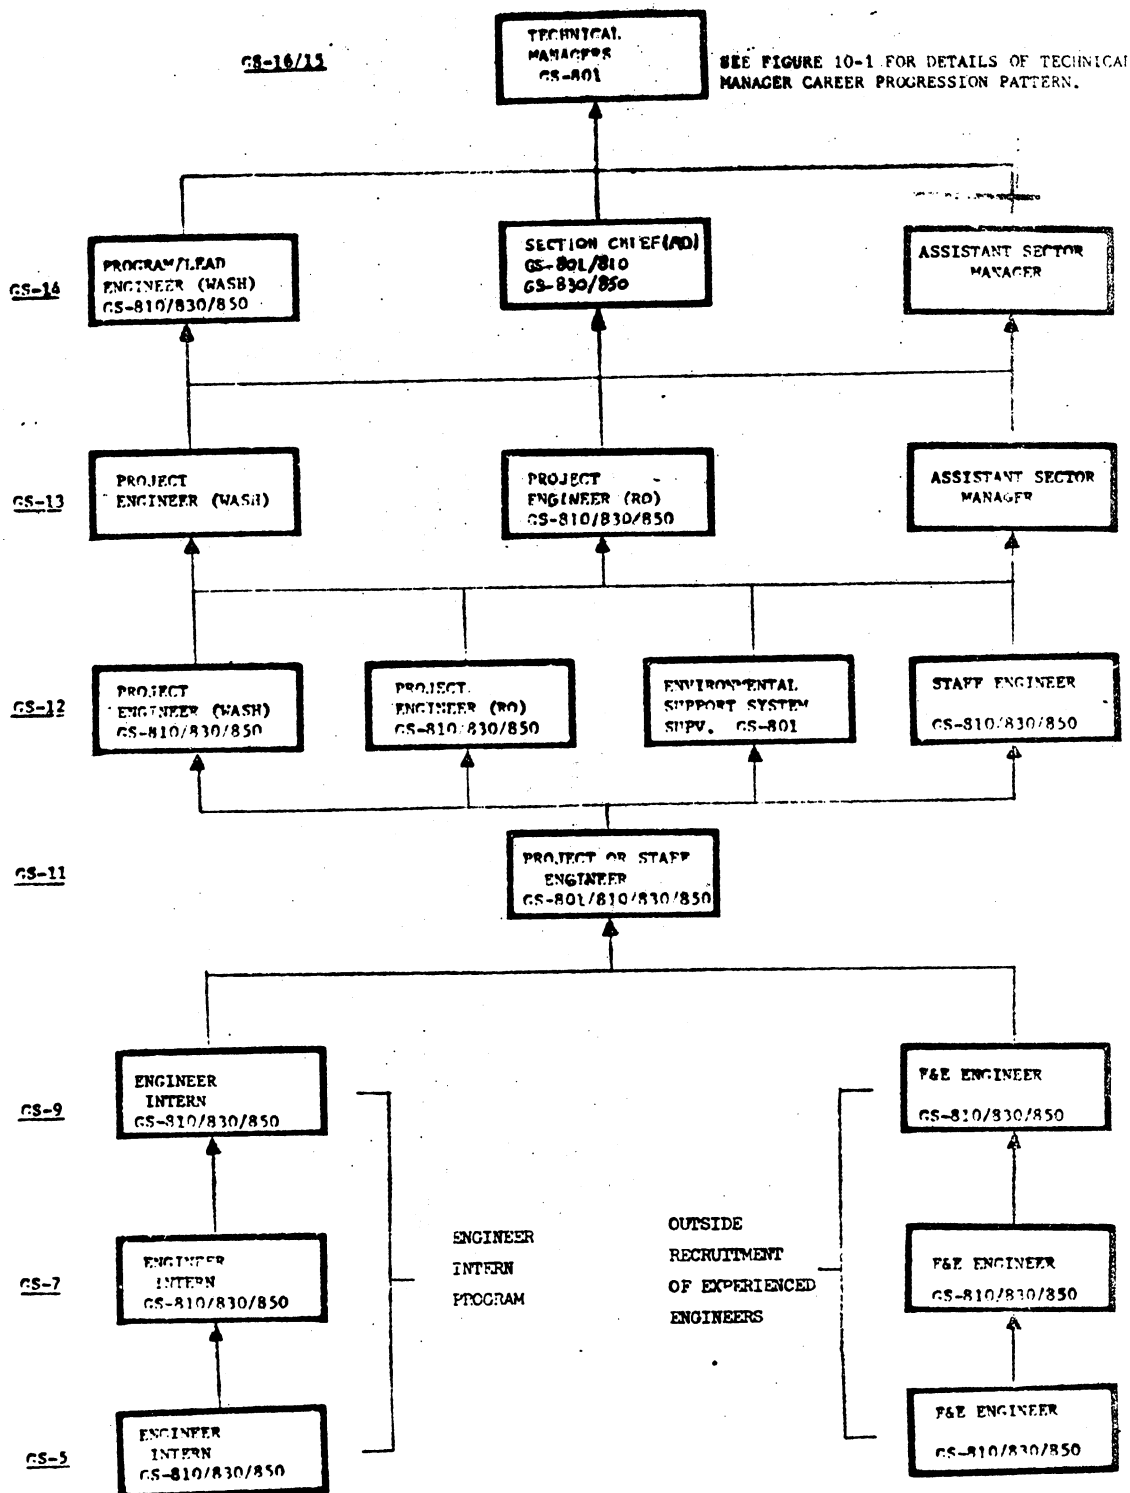 GS-16/15
TECHNICAL
MANAGERS
GS-801
SEE FIGURE 10-1 FOR DETAILS OF TECHNICAL
MANAGER CAREER PROGRESSION PATTERN.
GS-14
PROGRAM/LEAD
ENGINEER (WASH)
GS-810/830/850
SECTION CHIEF(RO)
GS-801/810
GS-830/850
ASSISTANT SECTOR
MANAGER
GS-13
PROJECT
ENGINEER (WASH)
PROJECT
ENGINEER (RO)
GS-810/830/850
ASSISTANT SECTOR
MANAGER
GS-12
PROJECT
ENGINEER (WASH)
GS-810/830/850
PROJECT
ENGINEER (RO)
GS-810/830/850
ENVIRONMENTAL
SUPPORT SYSTEM
SUPV. GS-801
STAFF ENGINEER
GS-810/830/850
GS-11
PROJECT OR STAFF
ENGINEER
GS-801/810/830/850
GS-9
ENGINEER
INTERN
GS-810/830/850
F&E ENGINEER
GS-810/830/850
GS-7
ENGINEER
INTERN
GS-810/830/850
ENGINEER
INTERN
PROGRAM
OUTSIDE
RECRUITMENT
OF EXPERIENCED
ENGINEERS
F&E ENGINEER
GS-810/830/850
GS-5
ENGINEER
INTERN
GS-810/830/850
F&E ENGINEER
GS-810/830/850